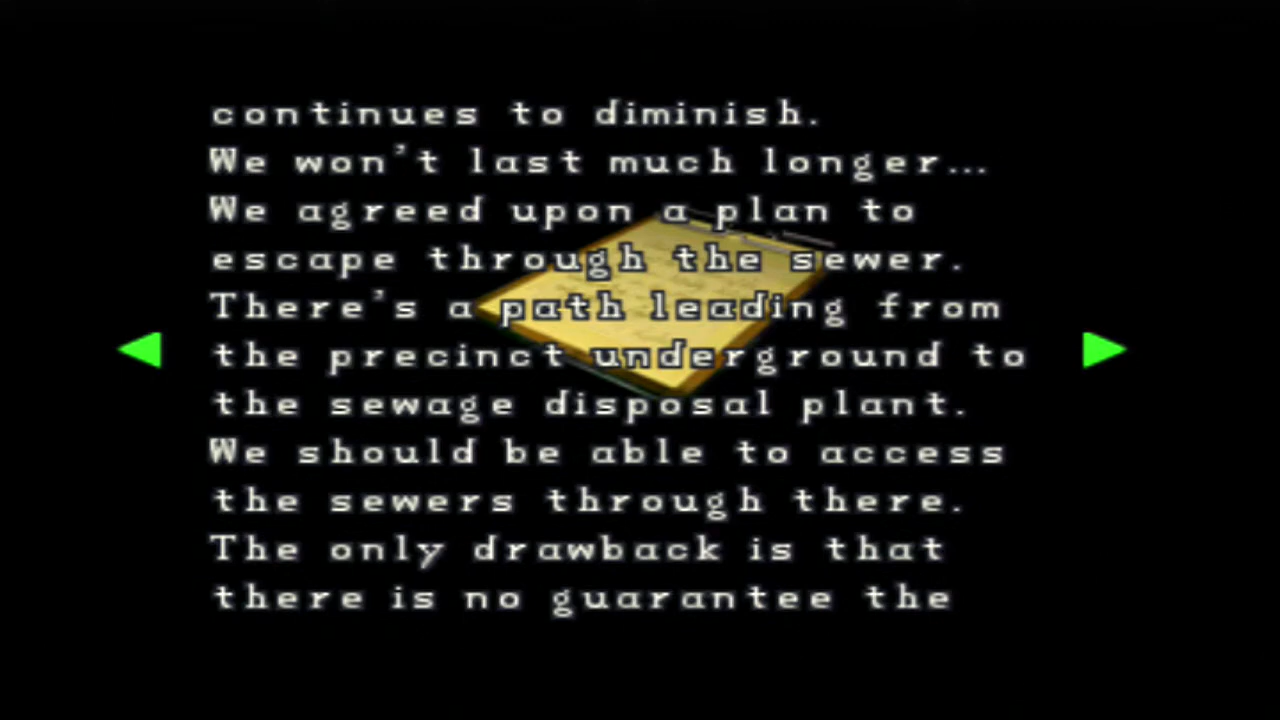 continues to diminish.
We won't last much longer...
We agreed upon a plan to
escape through the sewer.
There's a path leading from
the precinct underground to
the sewage disposal plant.
We should be able to access
the sewers through there.
The only drawback is that
there is no guarantee the